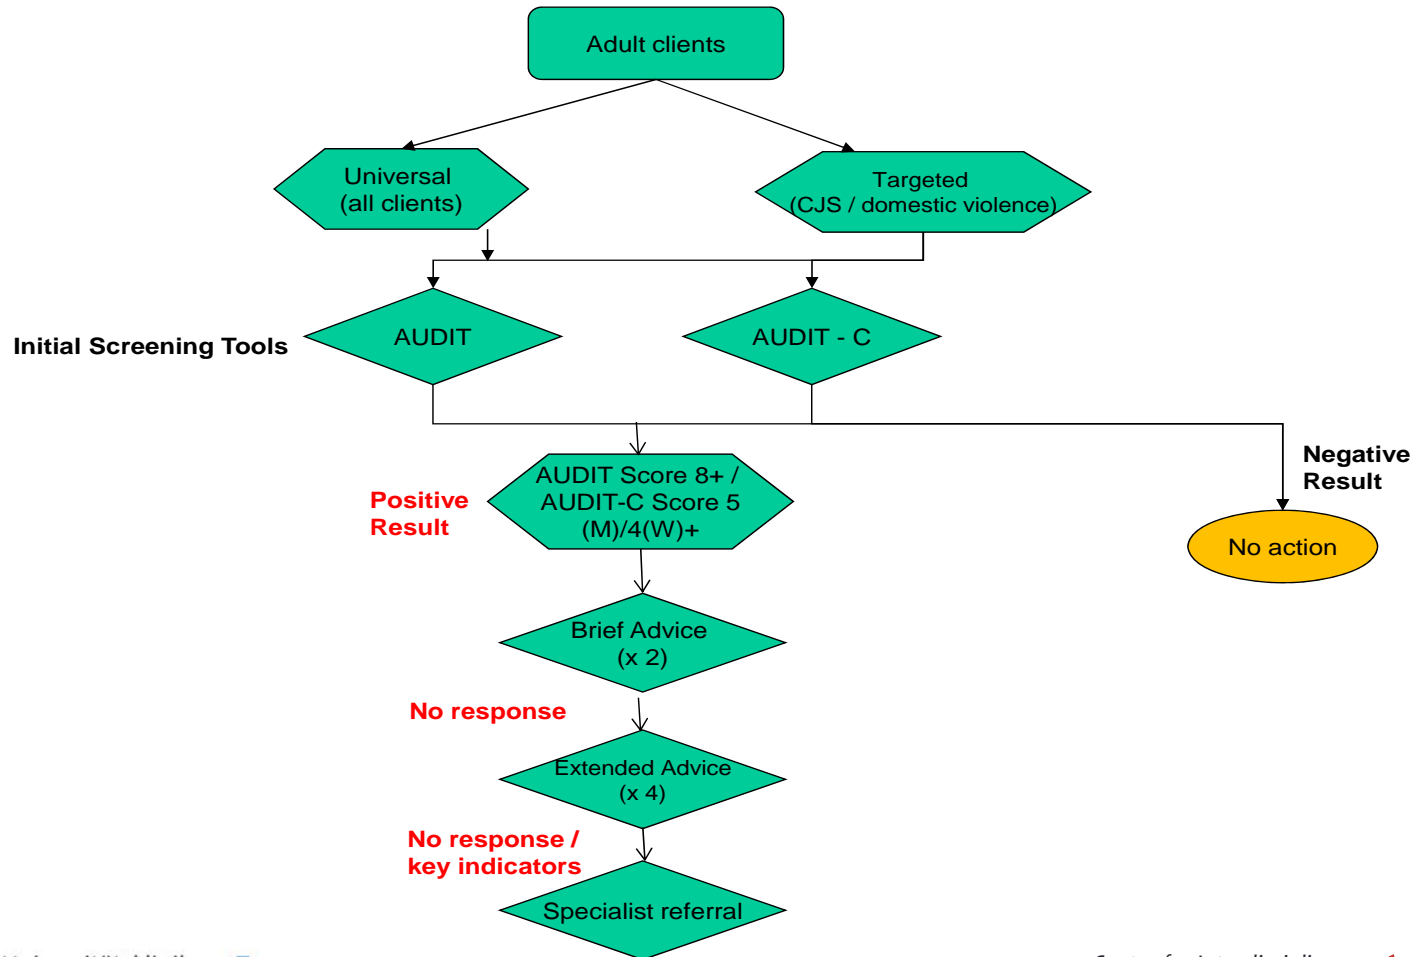 Adult clients
Universal
(all clients)
Targeted
(CJS / domestic violence)
Initial Screening Tools
AUDIT
AUDIT - C
Positive
Result
AUDIT Score 8+ /
AUDIT-C Score 5
(M)/4(W)+
Negative
Result
No action
Brief Advice
(x 2)
No response
Extended Advice
(x 4)
No response /
key indicators
Specialist referral